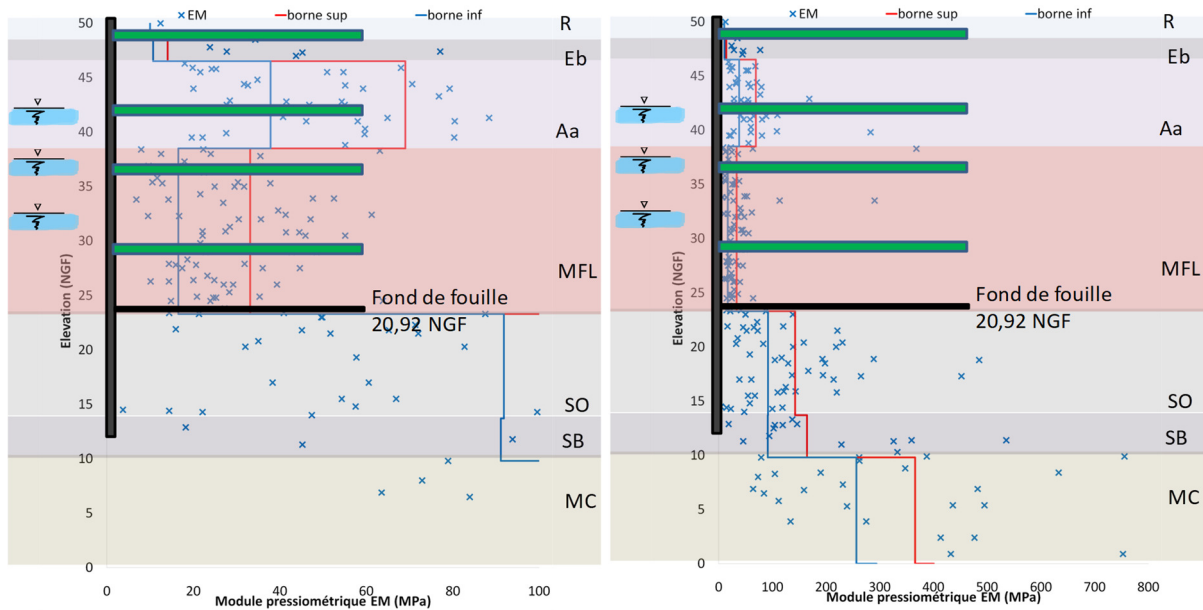 EM borne sup borne inf
50
45
40
35
30
25
20
15
10
5
0
Elevation (NGF)
R
Eb
Aa
MFL
Fond de fouille
20,92 NGF
SO
SB
MC
0 20 40 60 80 100
Module pressiométrique EM (MPa)
EM borne sup borne inf
50
45
40
35
30
25
20
15
10
5
0
Elevation (NGF)
R
Eb
Aa
MFL
Fond de fouille
20,92 NGF
SO
SB
MC
0 100 200 300 400 500 600 700 800
Module pressiométrique EM (MPa)